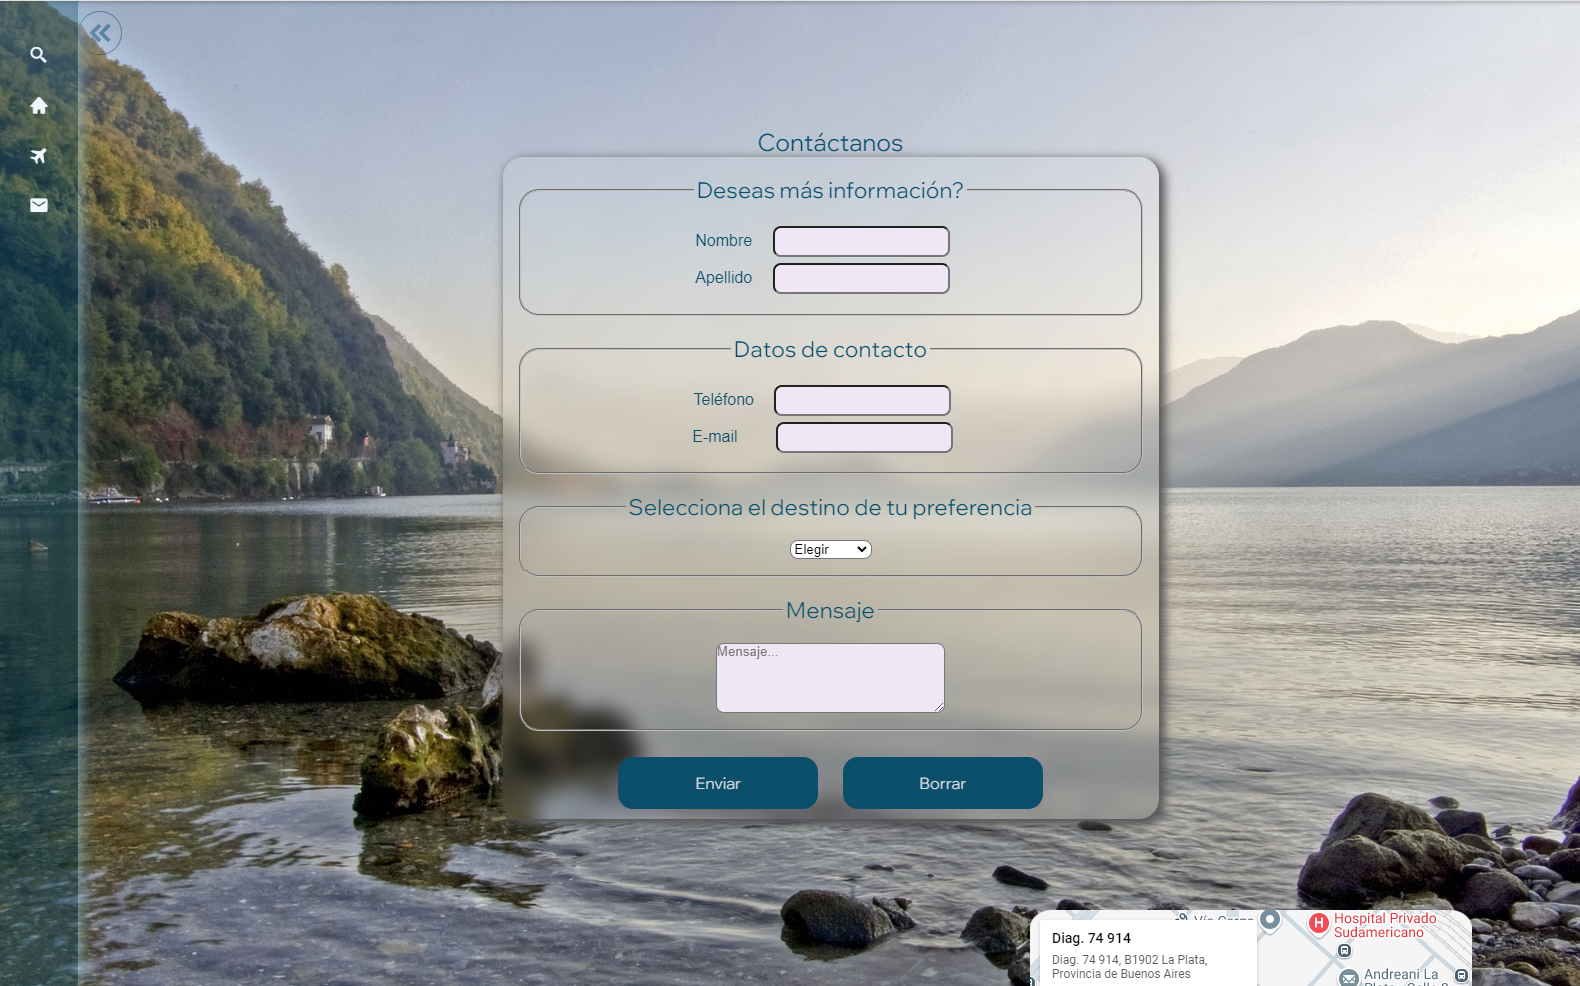 Contáctanos
Deseas más información?
Nombre
Apellido
Datos de contacto
Teléfono
E-mail
Selecciona el destino de tu preferencia
Elegir
Mensaje
Mensaje...
Enviar
Borrar
Diag. 74 914
Diag. 74 914, B1902 La Plata,
Provincia de Buenos Aires
Hospital Privado
Sudamericano
Andreani La